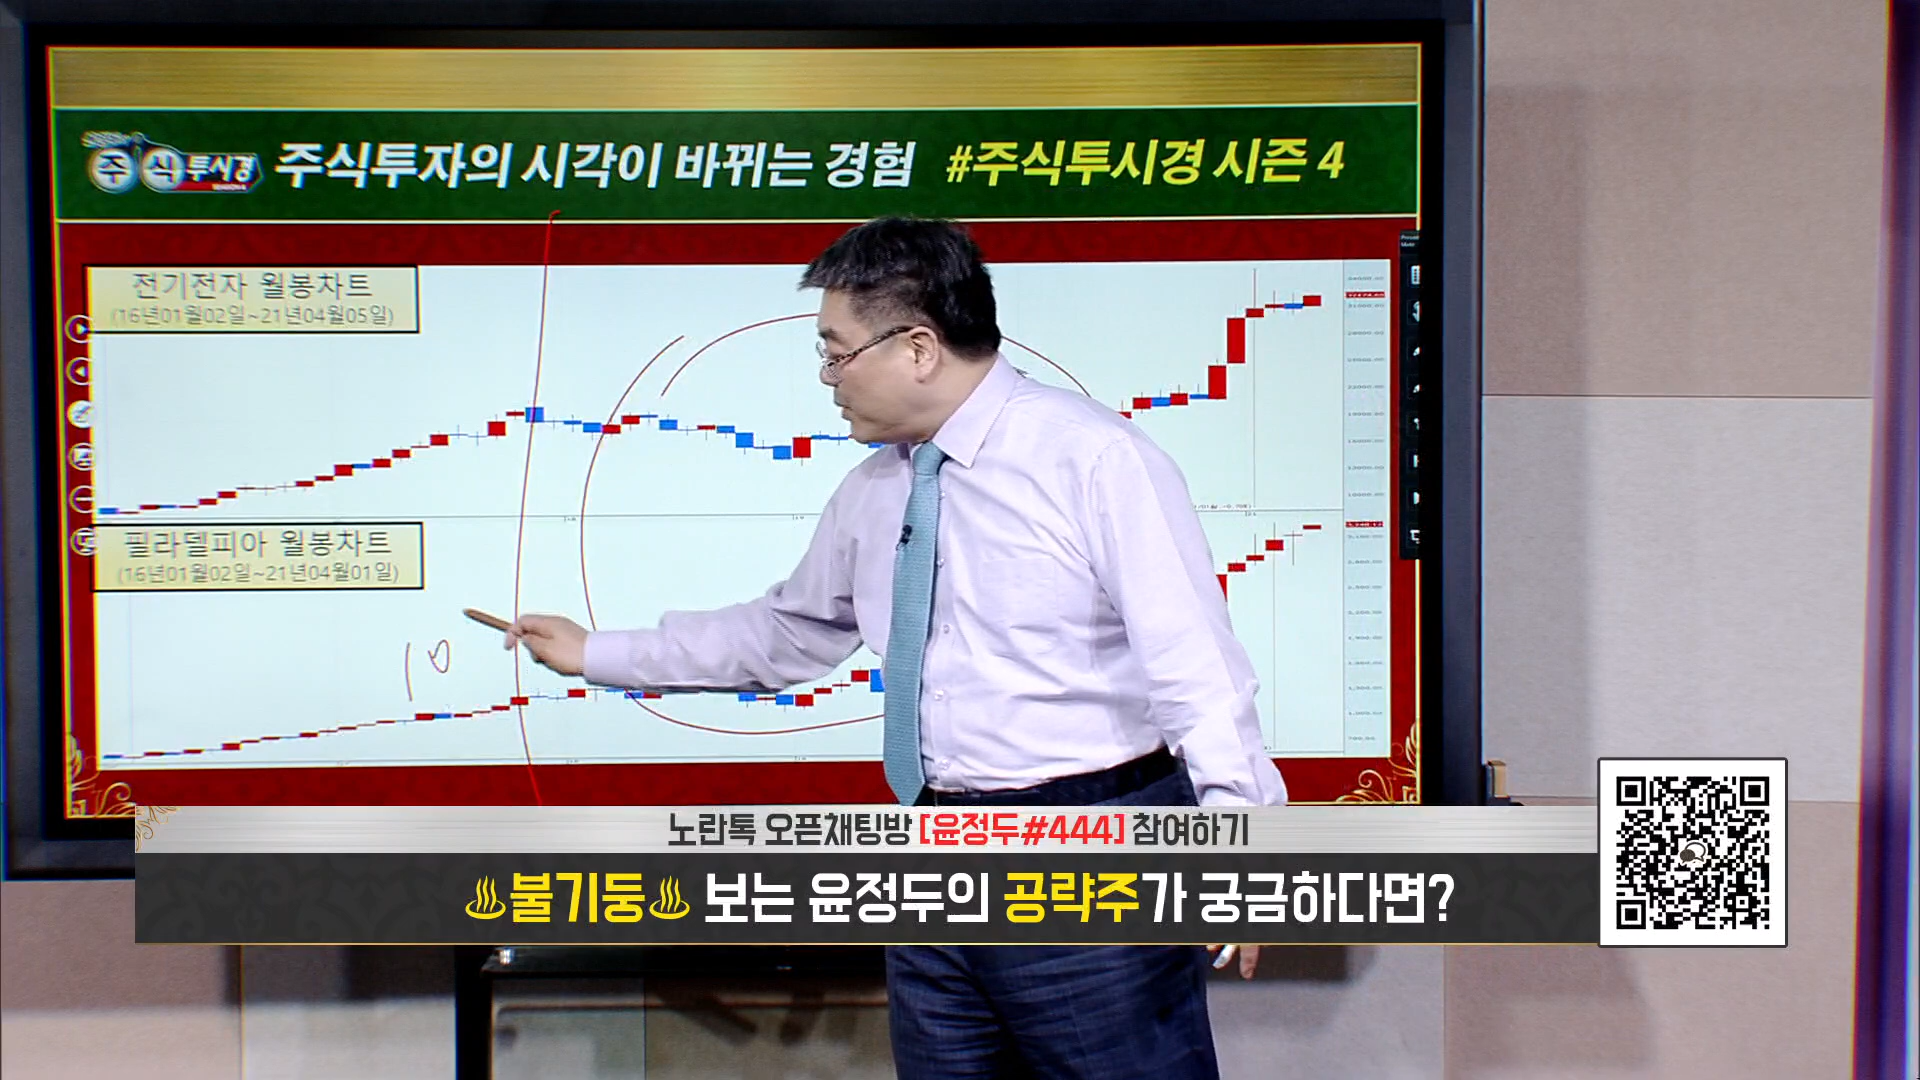 주식투시경 주식투자의 시각이 바뀌는 경험 #주식투시경 시즌 4
전기전자 월봉차트
(16년01월02일~21년04월05일)
필라델피아 월봉차트
(16년01월02일~21년04월01일)
10
노란톡 오픈채팅방 [윤정두#444] 참여하기
♨불기둥♨ 보는 윤정두의 공략주가 궁금하다면?